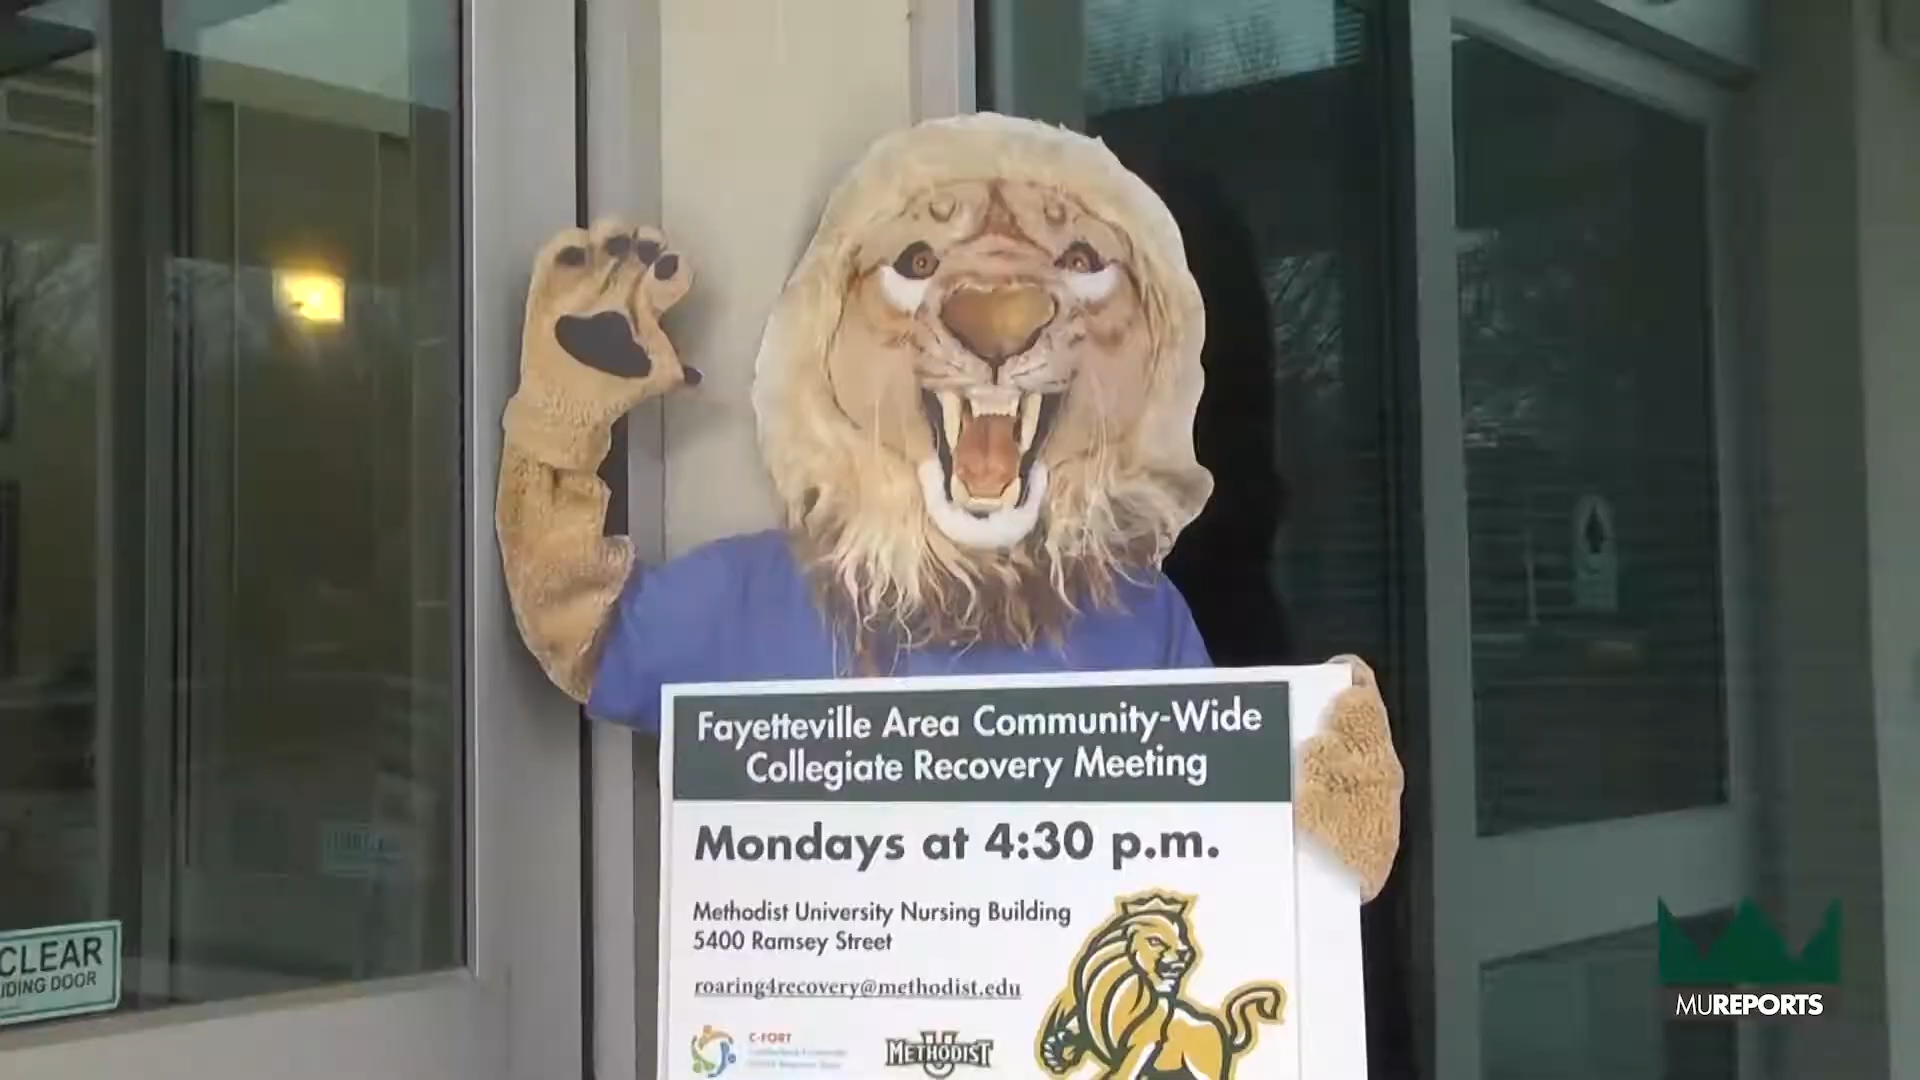 Fayetteville Area Community-Wide
Collegiate Recovery Meeting
Mondays at 4:30 p.m.
Methodist University Nursing Building
5400 Ramsey Street
roaring4recovery@methodist.edu
C-FORT
METHODIST
CLEAR
DOOR
MUREPORTS